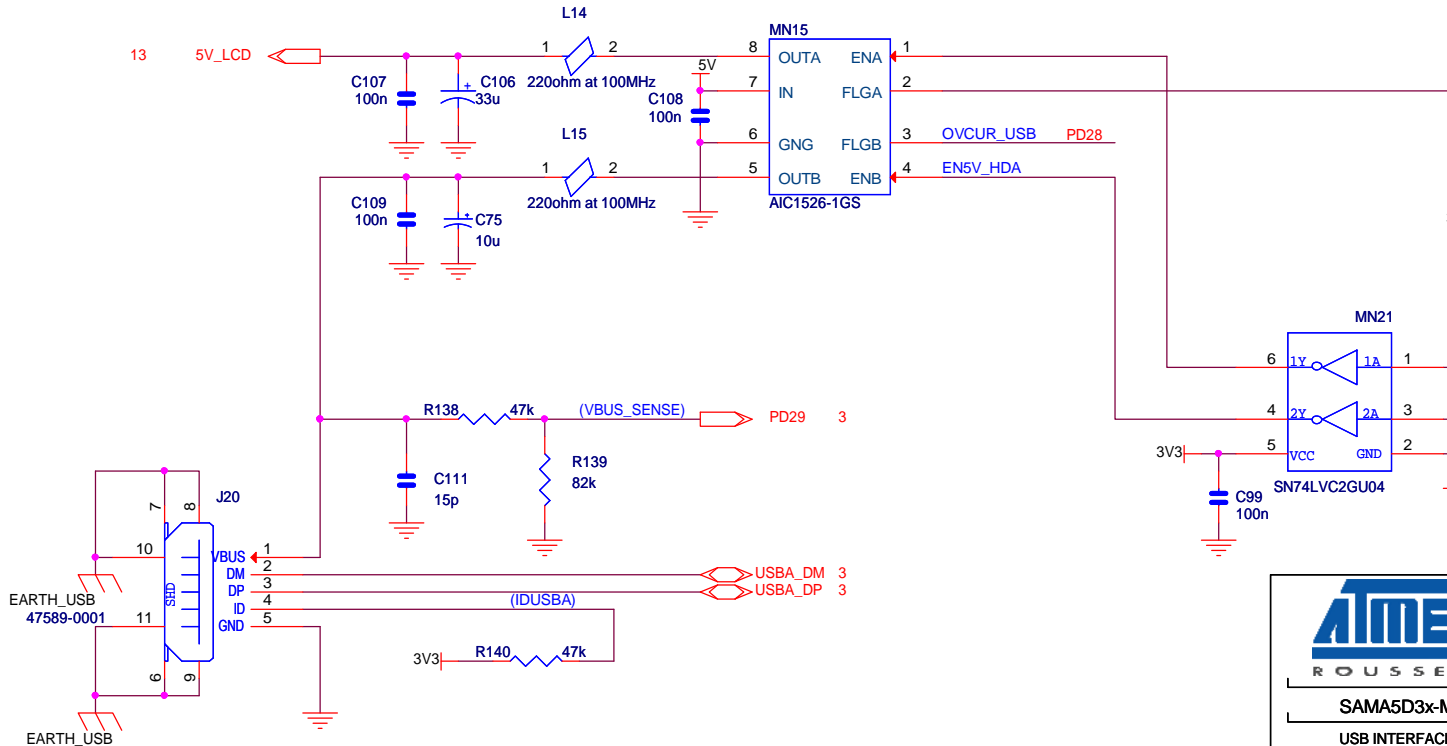 L14
MN15
13 5V_LCD
1 2
8 OUTA ENA 1
C107
100n
C106
33u
220ohm at 100MHz
5V
7 IN FLGA 2
C108
100n
L15
6 GNG FLGB 3 OVCUR_USB PD28
1 2
5 OUTB ENB 4 EN5V_HDA
C109
100n
C75
10u
220ohm at 100MHz
AIC1526-1GS
MN21
6 1Y 1A 1
4 2Y 2A 3
3V3 5 VCC GND 2
SN74LVC2GU04
C99
100n
R138 47k (VBUS_SENSE) PD29 3
R139
82k
C111
15p
J20
7 8
10 VBUS 1
DM 2 USBA_DM 3
SHD DP 3 USBA_DP 3
ID 4 (IDUSBA)
11 GND 5
EARTH_USB
47589-0001
3V3 R140 47k
6 9
EARTH_USB
SAMA5D3x-M
USB INTERFAC